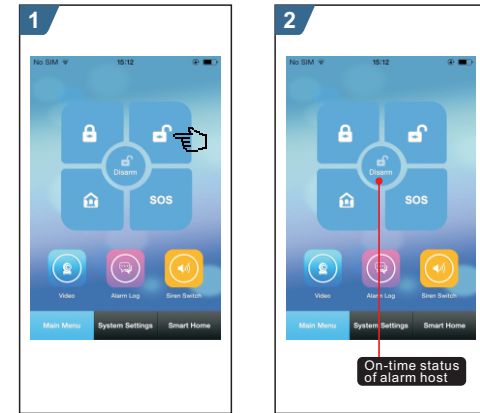 1
No SIM
15:12
Disarm
SOS
Video
Alarm Log
Siren Switch
Main Menu
System Settings
Smart Home
2
No SIM
15:12
Disarm
SOS
Video
Alarm Log
Siren Switch
Main Menu
System Settings
Smart Home
On-time status
of alarm host